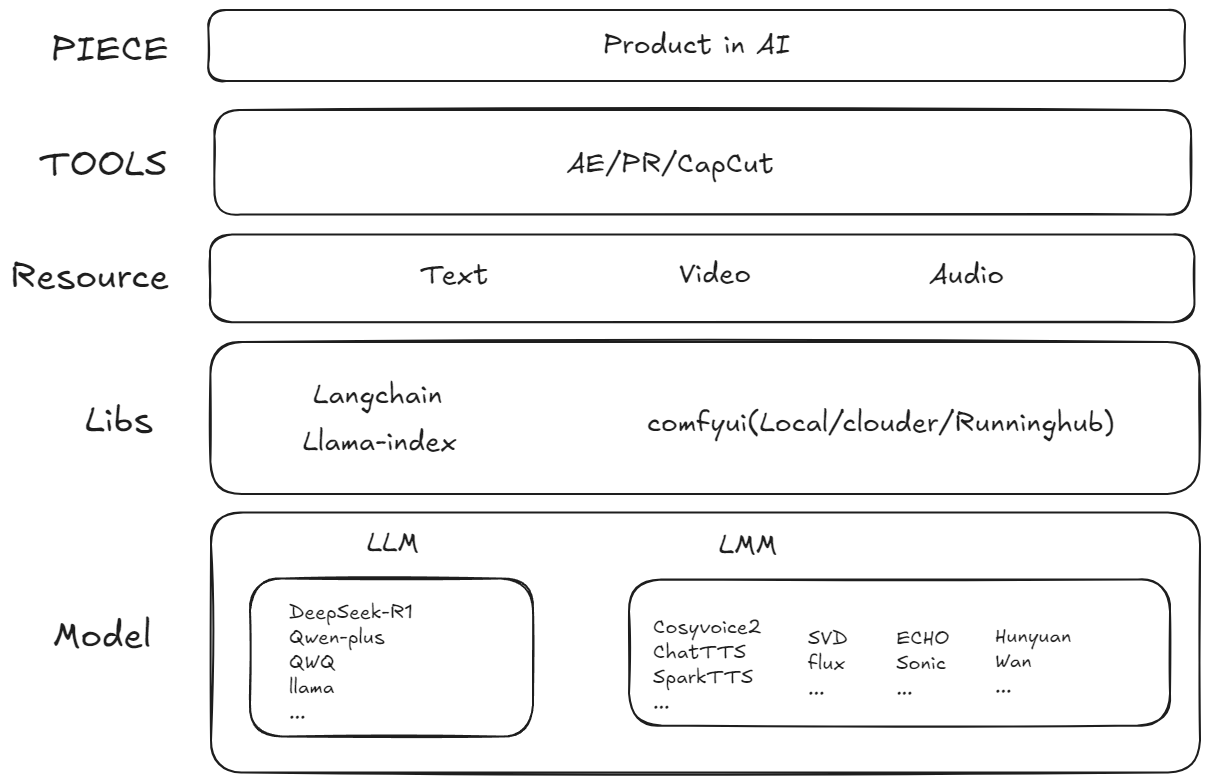 PIECE
Product in AI
TOOLS
AE/PR/CapCut
Resource
Text
Video
Audio
Libs
Langchain
Llama-index
comfyui(Local/clouder/Runninghub)
Model
LLM
DeepSeek-R1
Qwen-plus
QWQ
llama
...
LMM
Cosyvoice2
ChatTTS
SparkTTS
...
SVD
flux
...
ECHO
Sonic
...
Hunyuan
Wan
...